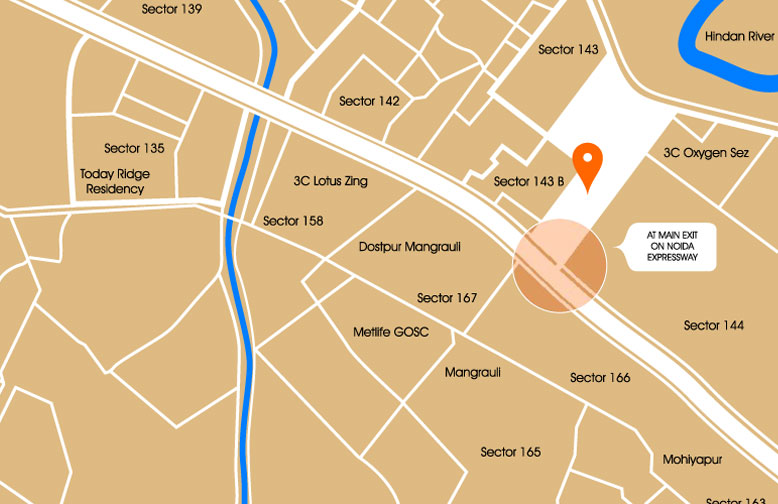 Sector 139
Hindan River
Sector 143
Sector 142
Sector 135
3C Oxygen Sez
Today Ridge
Residency
3C Lotus Zing
Sector 143 B
Sector 158
Dostpur Mangrauli
AT MAIN EXIT
ON NOIDA
EXPRESSWAY
Sector 167
Sector 144
Metlife GOSC
Mangrauli
Sector 166
Sector 165
Mohiyapur
Sector 163